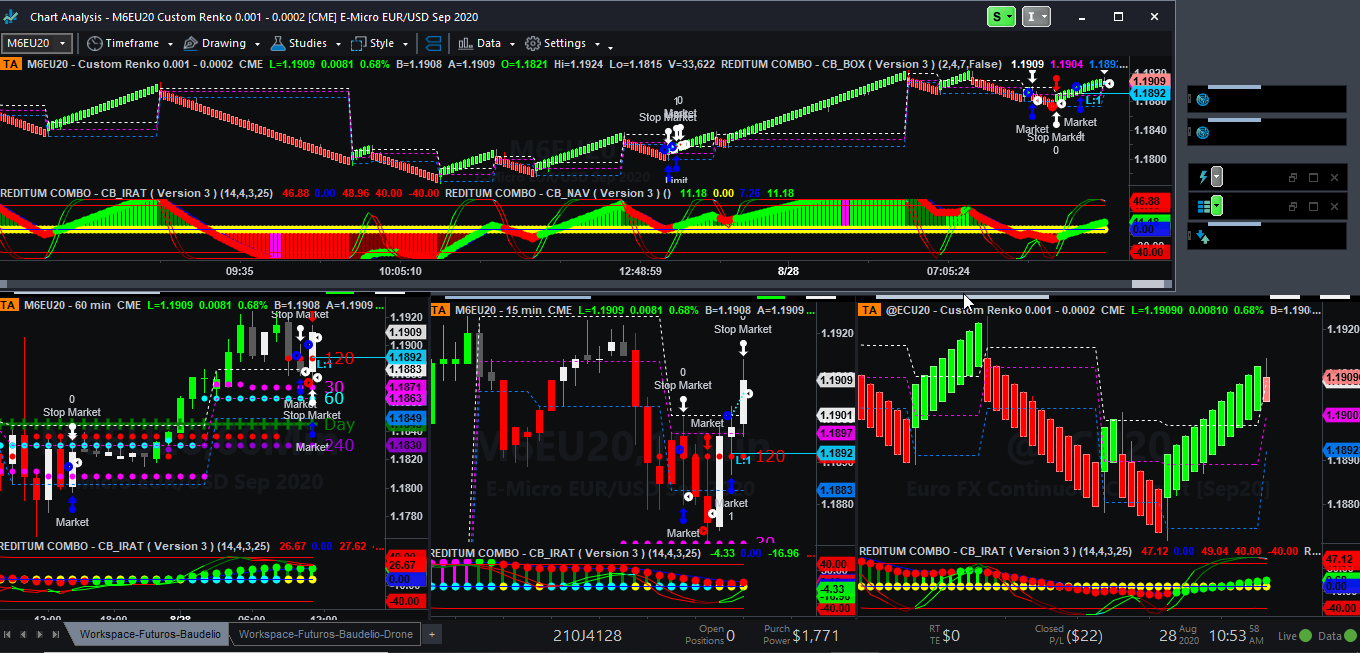 Chart Analysis - M6EU20 Custom Renko 0.001 - 0.0002 [CME] E-Micro EUR/USD Sep 2020
S I
M6EU20 Timeframe Drawing Studies Style Data Settings
TA M6EU20 - Custom Renko 0.001 - 0.0002 CME L=1.1909 0.0081 0.68% B=1.1908 A=1.1909 O=1.1821 Hi=1.1924 Lo=1.1815 V=33,622 REDITUM COMBO - CB_BOX ( Version 3 ) (2,4,7,False) 1.1909 1.1904 1.189...
1.1909
1.1892
1.1880
1.1840
1.1800
10
Market
Stop Market
Limit
L:1
Market
Market
Stop Market
0
REDITUM COMBO - CB_IRAT ( Version 3 ) (14,4,3,25) 46.88 0.00 48.96 40.00 -40.00 REDITUM COMBO - CB_NAV ( Version 3 ) () 11.18 0.00 7.28 11.18
46.88
0.00
-40.00
09:35 10:05:10 12:48:59 8/28 07:05:24
TA M6EU20 - 60 min CME L=1.1909 0.0081 0.68% B=1.1908 A=1.1909 ...
Stop Market
1.1920
1.1909
1.1900
1.1892
1.1883
1.1871
1.1863
1.1849
1.1830
1.1820
1.1800
1.1780
120
L:1
30
60
Market
Stop Market
Day
Market 240
0
Stop Market
Market
USD Sep 2020
REDITUM COMBO - CB_IRAT ( Version 3 ) (14,4,3,25) 26.67 0.00 27.62 ...
26.67
0.00
-40.00
12:00 18:00 8/28 06:00 12:00
TA M6EU20 - 15 min CME L=1.1909 0.0081 0.68% B=1.1908 A=1.1909 ...
0
Stop Market
1.1920
1.1909
1.1901
1.1897
1.1892
1.1883
0
Stop Market
Market
L:1 120
Market
1
Market
30
REDITUM COMBO - CB_IRAT ( Version 3 ) (14,4,3,25) -4.33 0.00 -16.96 ...
40.00
-4.33
-16.96
-40.00
TA @ECU20 - Custom Renko 0.001 - 0.0002 CME L=1.19090 0.00810 0.68% B=1.190...
1.1920
1.1909
1.1900
1.1892
1.1890
1.1880
REDITUM COMBO - CB_IRAT ( Version 3 ) (14,4,3,25) 47.12 0.00 49.04 40.00 -40.00 R...
47.12
0.00
-40.00
Workspace-Futuros-Baudelio Workspace-Futuros-Baudelio-Drone +
210J4128
Open Positions 0
Purch Power $1,771
RT TE $0
Closed P/L ($22)
28 Aug 2020
10:53 58 AM
Live Data